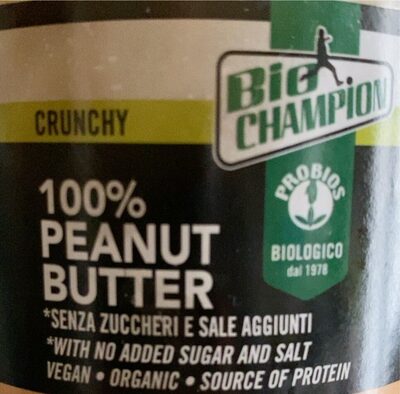 Bio
CHAMPION
CRUNCHY
PROBIOS
BIOLOGICO
dal 1978
100%
PEANUT
BUTTER
*SENZA ZUCCHERI E SALE AGGIUNTI
*WITH NO ADDED SUGAR AND SALT
VEGAN • ORGANIC • SOURCE OF PROTEIN